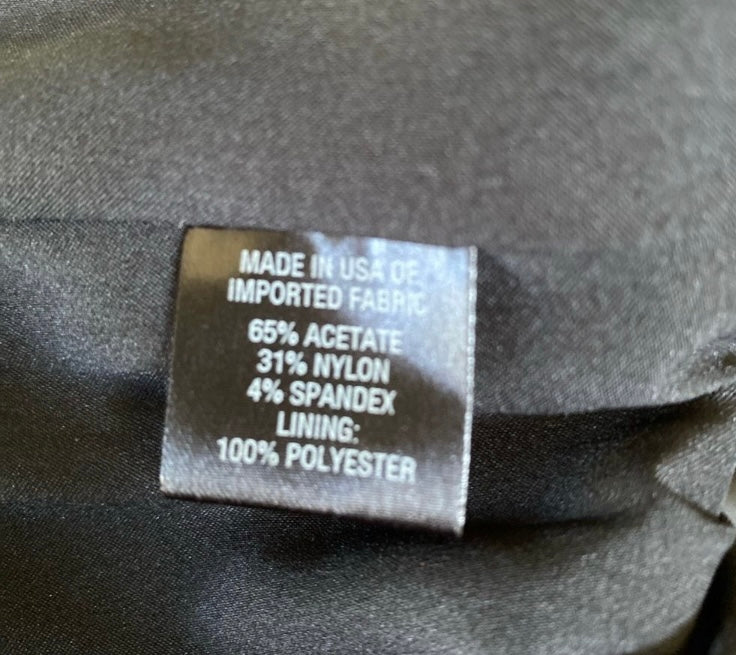 MADE IN USA OF
IMPORTED FABRIC
65% ACETATE
31% NYLON
4% SPANDEX
LINING:
100% POLYESTER